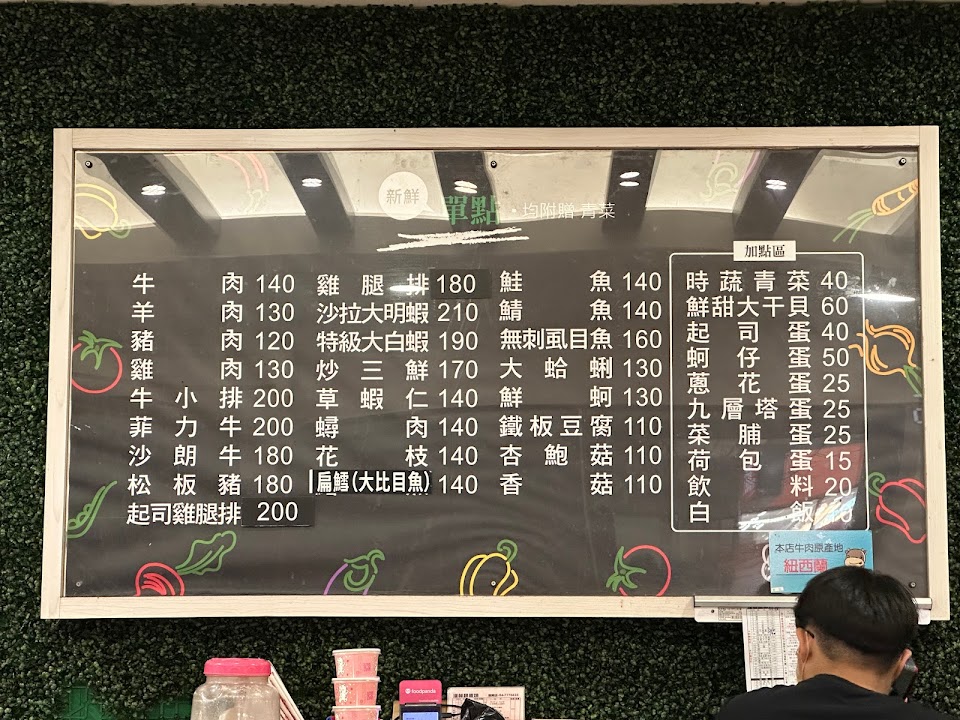 新鮮
單點・均附贈 青菜
牛肉 140
羊肉 130
豬肉 120
雞肉 130
牛小排 200
菲力牛 200
沙朗牛 180
松板豬 180
起司雞腿排 200
雞腿排 180
沙拉大明蝦 210
特級大白蝦 190
炒三鮮 170
草蝦仁 140
蟳肉 140
花枝 140
扁鱈(大比目魚) 140
鮭魚 140
鯖魚 140
無刺虱目魚 160
大蛤蜊 130
鮮蚵 130
鐵板豆腐 110
杏鮑菇 110
香菇 110
加點區
時蔬青菜 40
鮮甜大干貝 60
起司蛋 40
蚵仔蛋 50
蔥花蛋 25
九層塔蛋 25
菜脯蛋 25
荷包蛋 15
飲料 20
白飯
本店牛肉原產地
紐西蘭
foodpanda